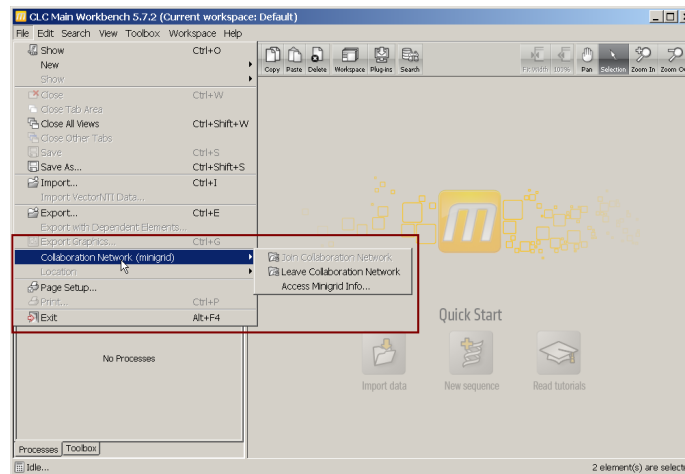 CLC Main Workbench 5.7.2 (Current workspace: Default)
File Edit Search View Toolbox Workspace Help
Show Ctrl+O
New
Show
Close Ctrl+W
Close Tab Area
Close All Views Ctrl+Shift+W
Close Other Tabs
Save Ctrl+S
Save As... Ctrl+Shift+S
Import... Ctrl+I
Import VectorNTI Data...
Export... Ctrl+E
Export with Dependent Elements...
Export Graphics... Ctrl+G
Collaboration Network (minigrid)
Location
Page Setup...
Print... Ctrl+P
Exit Alt+F4
Join Collaboration Network
Leave Collaboration Network
Access Minigrid Info...
Copy Paste Delete Workspace Plug-ins Search
Fit Width 100% Pan Selection Zoom In Zoom O
Quick Start
Import data New sequence Read tutorials
No Processes
Processes Toolbox
Idle... 2 element(s) are select